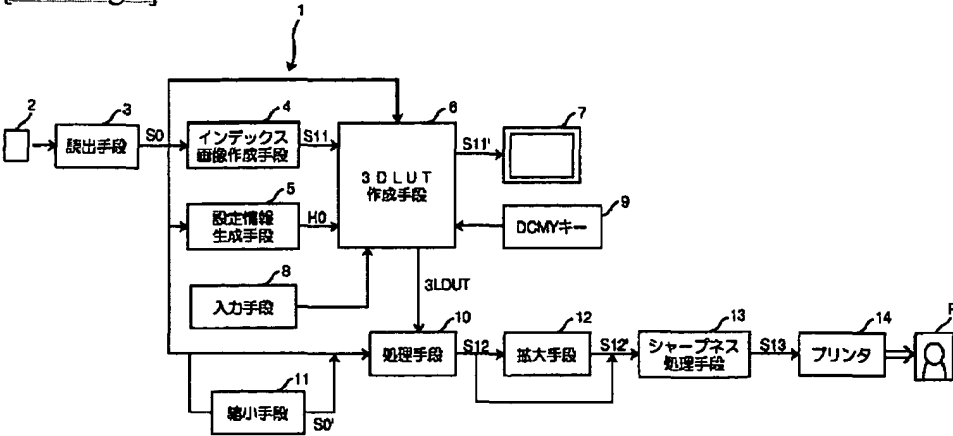 1
2
3
読出手段
S0
4
インデックス
画像作成手段
S11
6
3DLUT
作成手段
S11'
7
5
設定情報
生成手段
H0
9
DCMYキー
8
入力手段
3LDUT
10
処理手段
S12
12
拡大手段
S12'
13
シャープネス
処理手段
S13
14
プリンタ
P
11
縮小手段
S0'